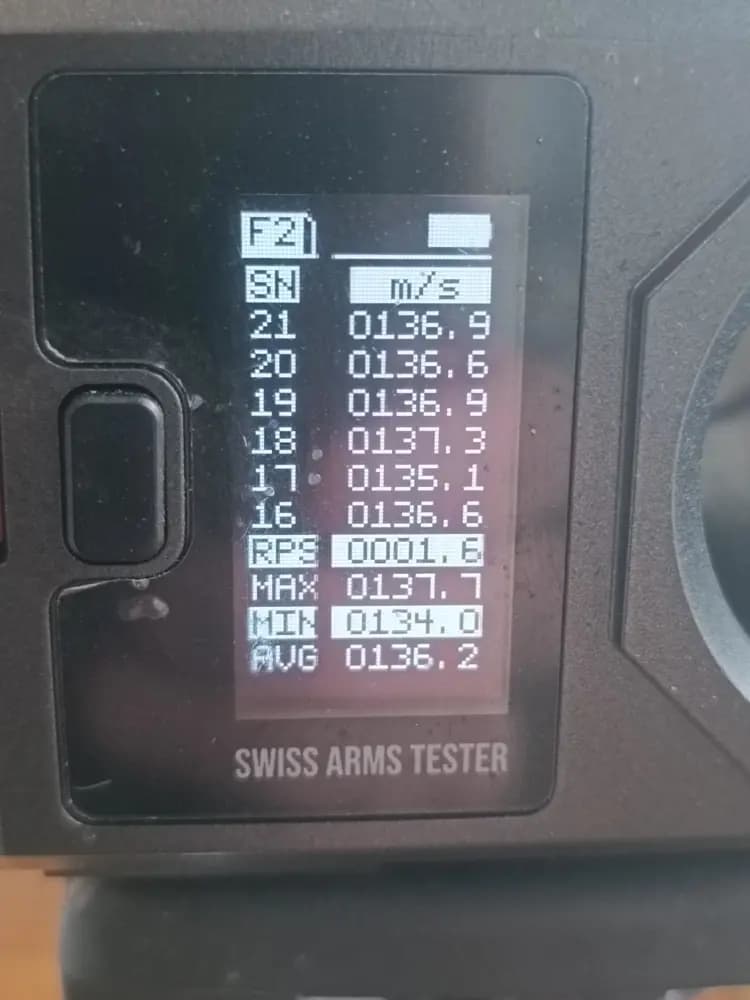 F2
SN m/s
21 0136.9
20 0136.6
19 0136.9
18 0137.3
17 0135.1
16 0136.6
RPS 0001.6
MAX 0137.7
MIN 0134.0
AVG 0136.2
SWISS ARMS TESTER